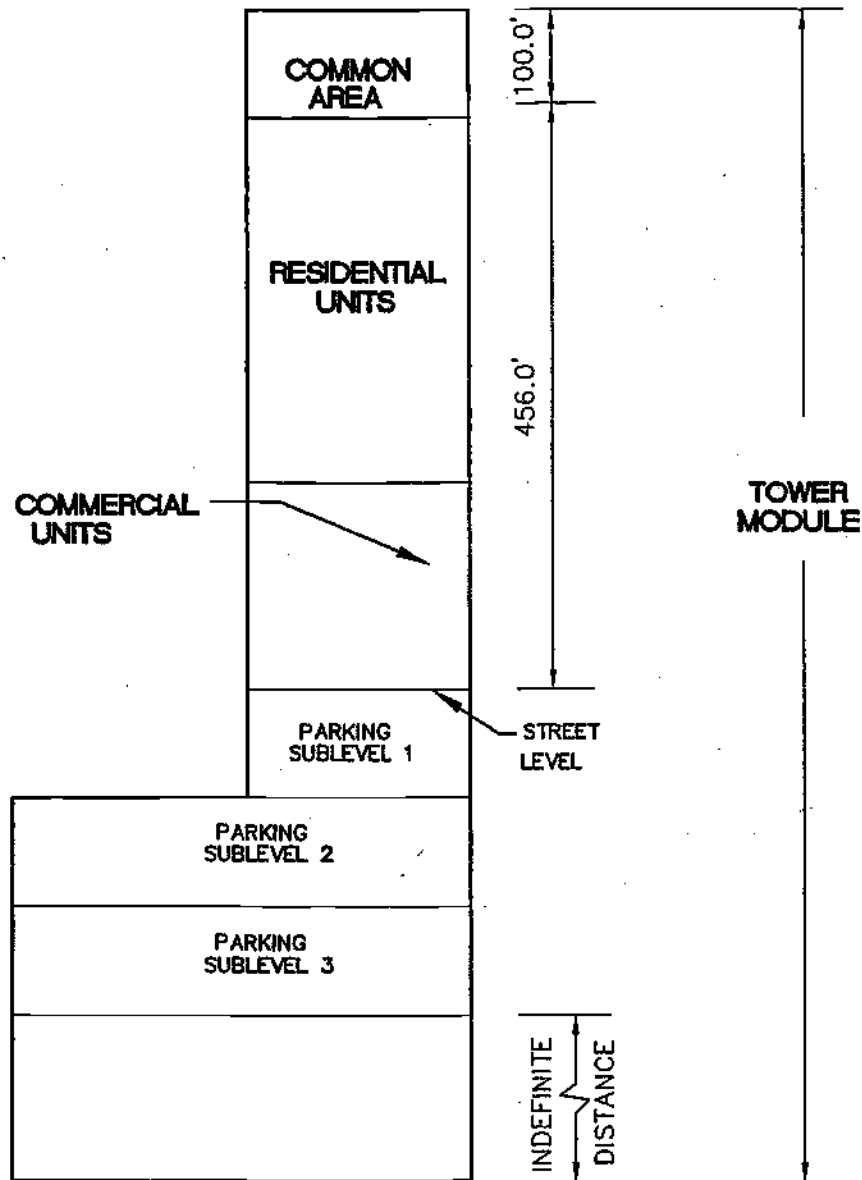 COMMON
AREA
100.0'
RESIDENTIAL
UNITS
456.0'
COMMERCIAL
UNITS
TOWER
MODULE
PARKING
SUBLEVEL 1
STREET
LEVEL
PARKING
SUBLEVEL 2
PARKING
SUBLEVEL 3
INDEFINITE
DISTANCE